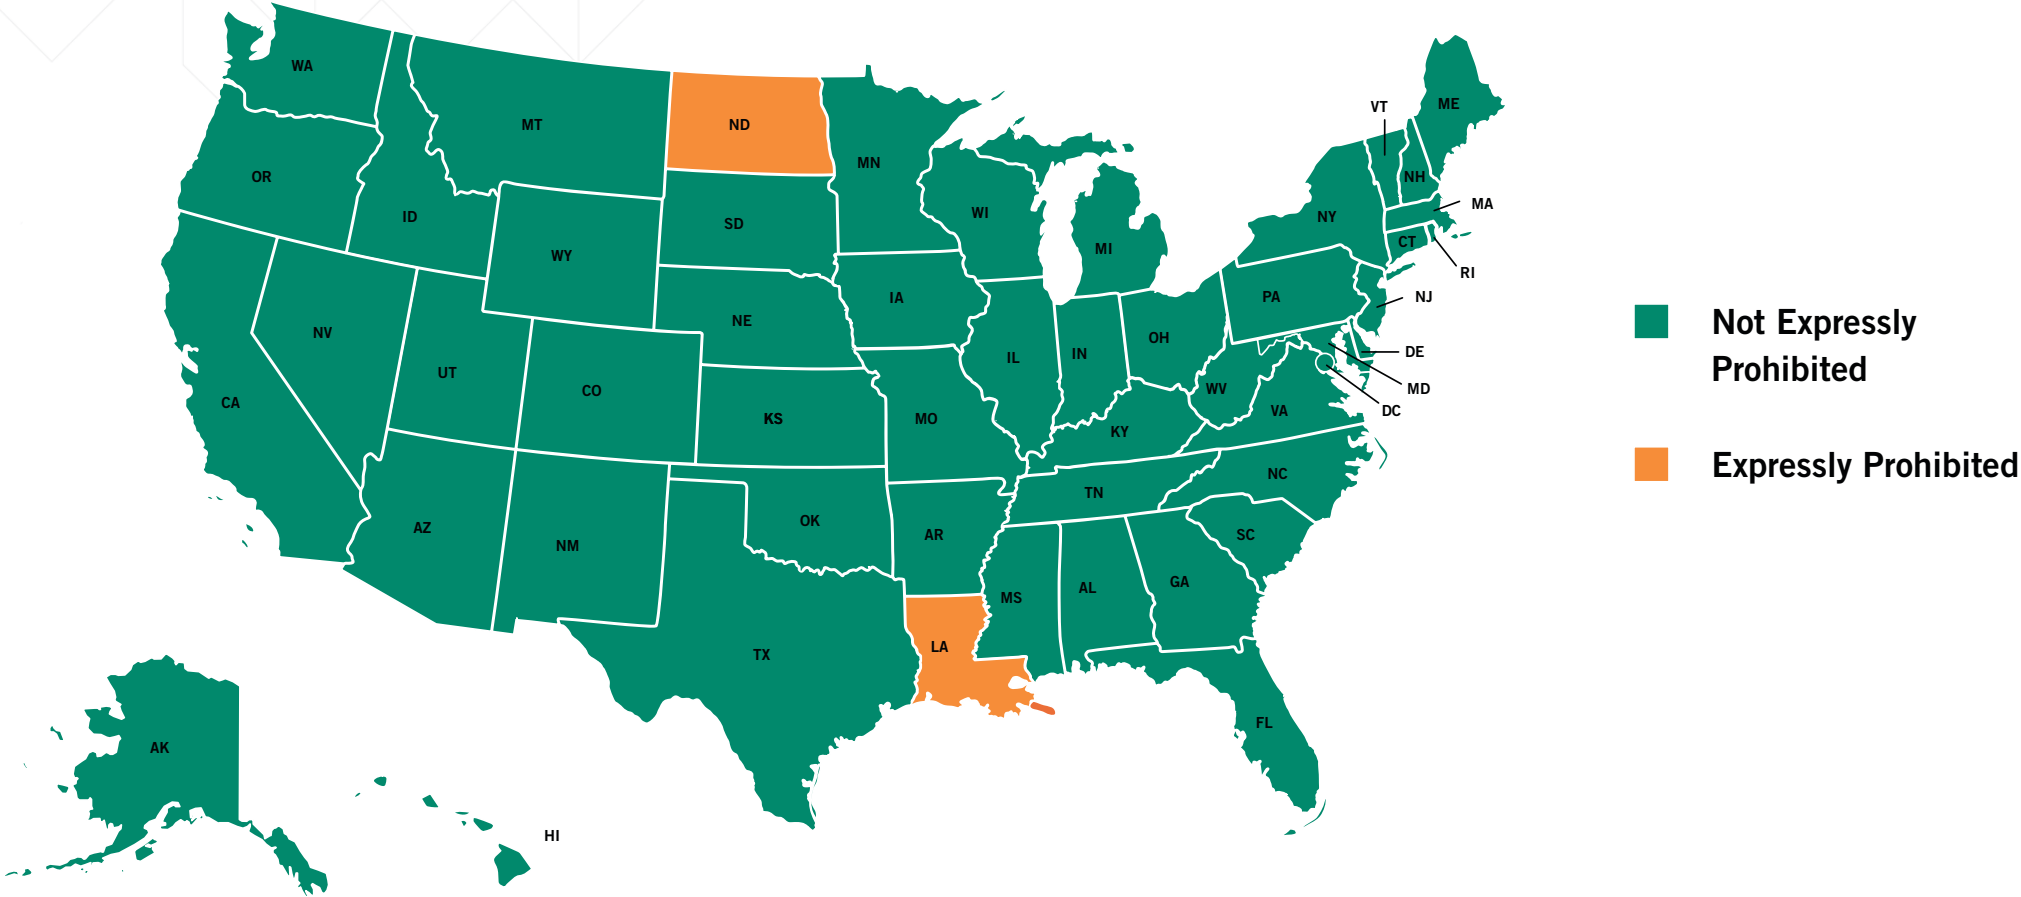 WA
MT
ND
MN
OR
ID
WY
SD
WI
MI
NY
VT
ME
NH
MA
CT
RI
NJ
PA
IA
NE
NV
UT
CO
CA
IL
IN
OH
DE
MD
DC
WV
VA
KS
MO
KY
NC
TN
SC
AZ
NM
OK
AR
MS
AL
GA
LA
TX
FL
AK
HI
Not Expressly
Prohibited
Expressly Prohibited